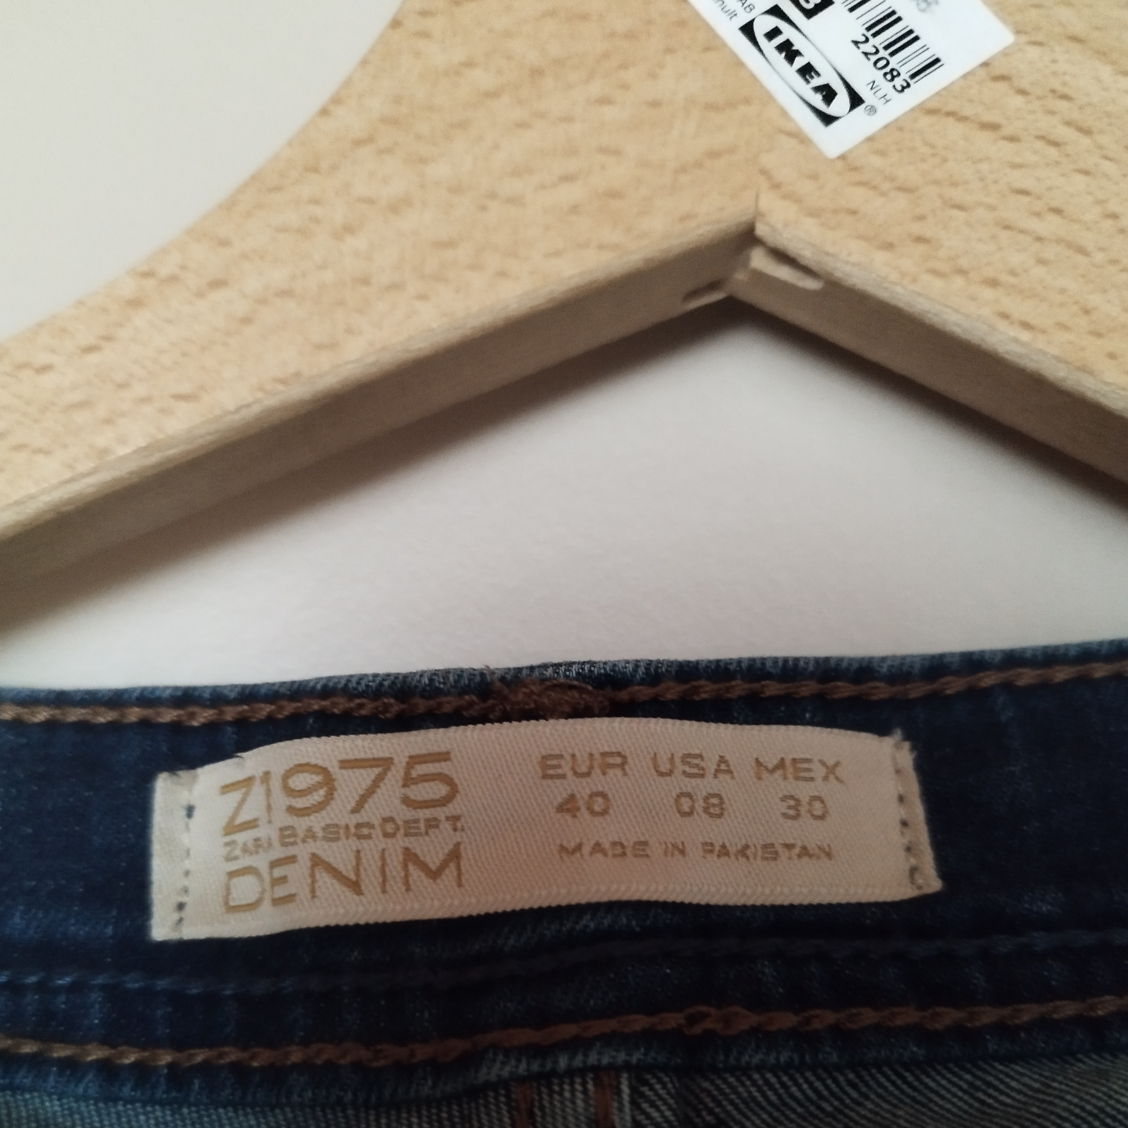 IKEA
®
22083
NLH
Z1975
ZARA BASIC DEPT.
DENIM
EUR USA MEX
40 08 30
MADE IN PAKISTAN